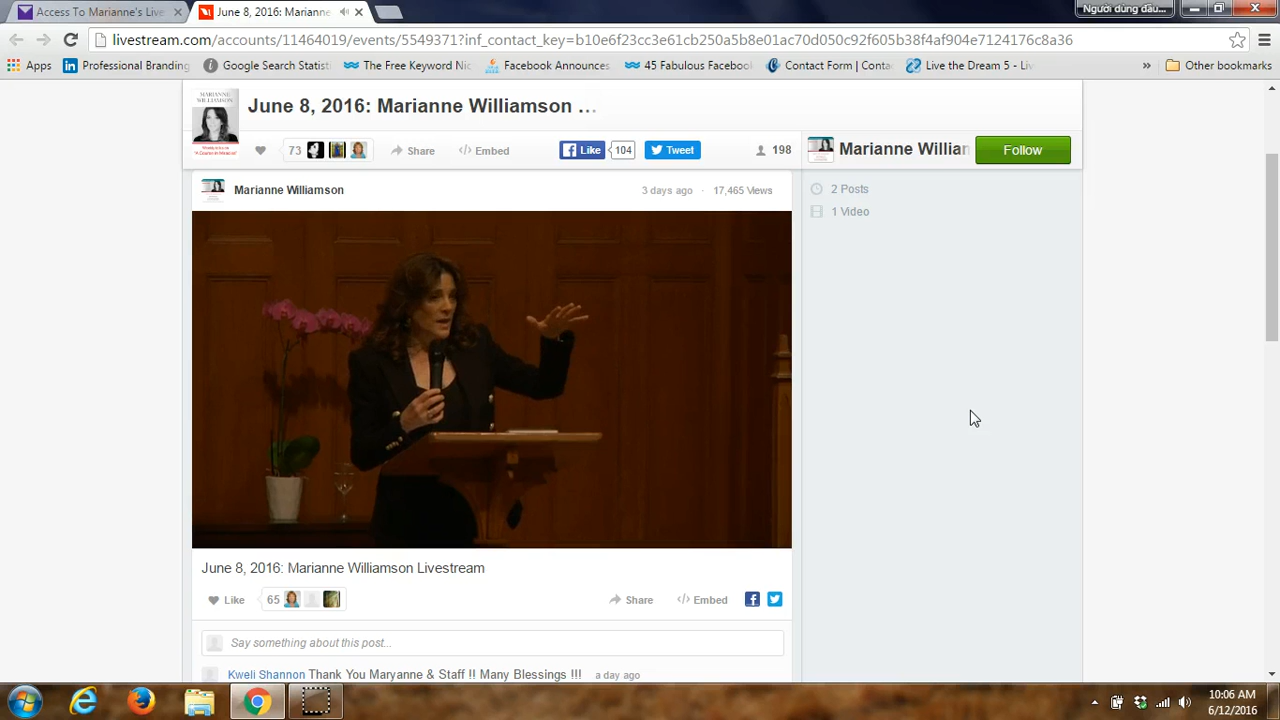 Access To Marianne's Live
June 8, 2016: Marianne
Người dùng đầu...
livestream.com/accounts/11464019/events/5549371?inf_contact_key=b10e6f23cc3e61cb250a5b8e01ac70d050c92f605b38f4af904e7124176c8a36
Apps
Professional Branding
Google Search Statist
The Free Keyword Nic
Facebook Announces
45 Fabulous Facebook
Contact Form | Conta
Live the Dream 5 - Liv
»
Other bookmarks
MARIANNE
WILLIAMSON
June 8, 2016: Marianne Williamson ...
73
Share
</> Embed
Like
104
Tweet
198
Marianne Willian
Follow
Marianne Williamson
3 days ago · 17,465 Views
2 Posts
1 Video
June 8, 2016: Marianne Williamson Livestream
Like
65
Share
</> Embed
Say something about this post...
Kweli Shannon Thank You Maryanne & Staff !! Many Blessings !!! a day ago
10:06 AM
6/12/2016